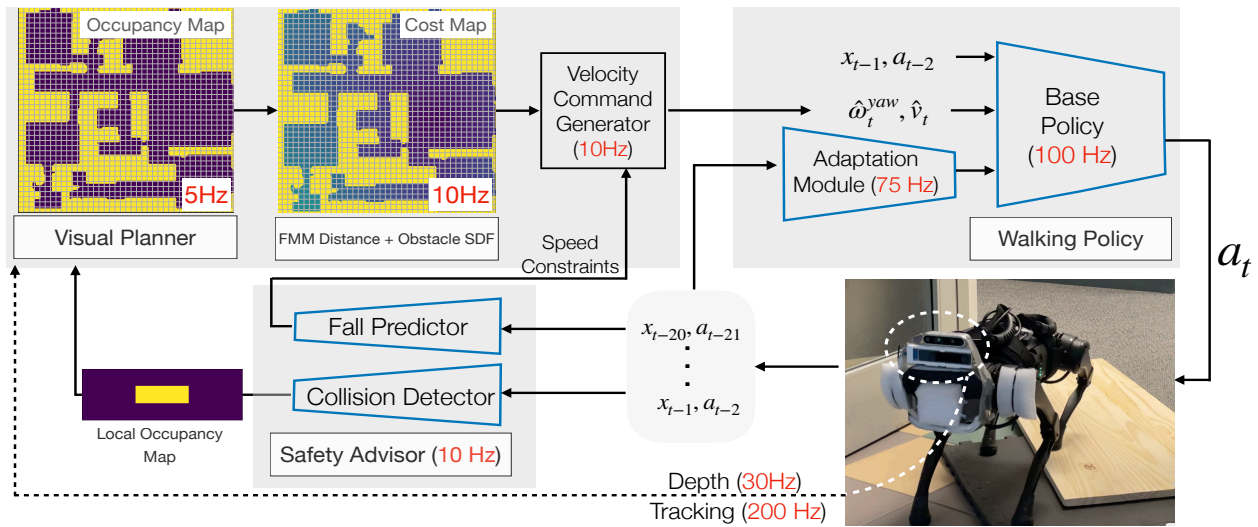 Occupancy Map
5Hz
Visual Planner
Cost Map
10Hz
FMM Distance + Obstacle SDF
Velocity
Command
Generator
(10Hz)
Speed
Constraints
x_{t−1}, a_{t−2}
ω̂_t^{yaw}, v̂_t
Adaptation
Module (75 Hz)
Base
Policy
(100 Hz)
Walking Policy
a_t
Fall Predictor
Collision Detector
Safety Advisor (10 Hz)
Local Occupancy
Map
x_{t−20}, a_{t−21}
⋮
x_{t−1}, a_{t−2}
Depth (30Hz)
Tracking (200 Hz)